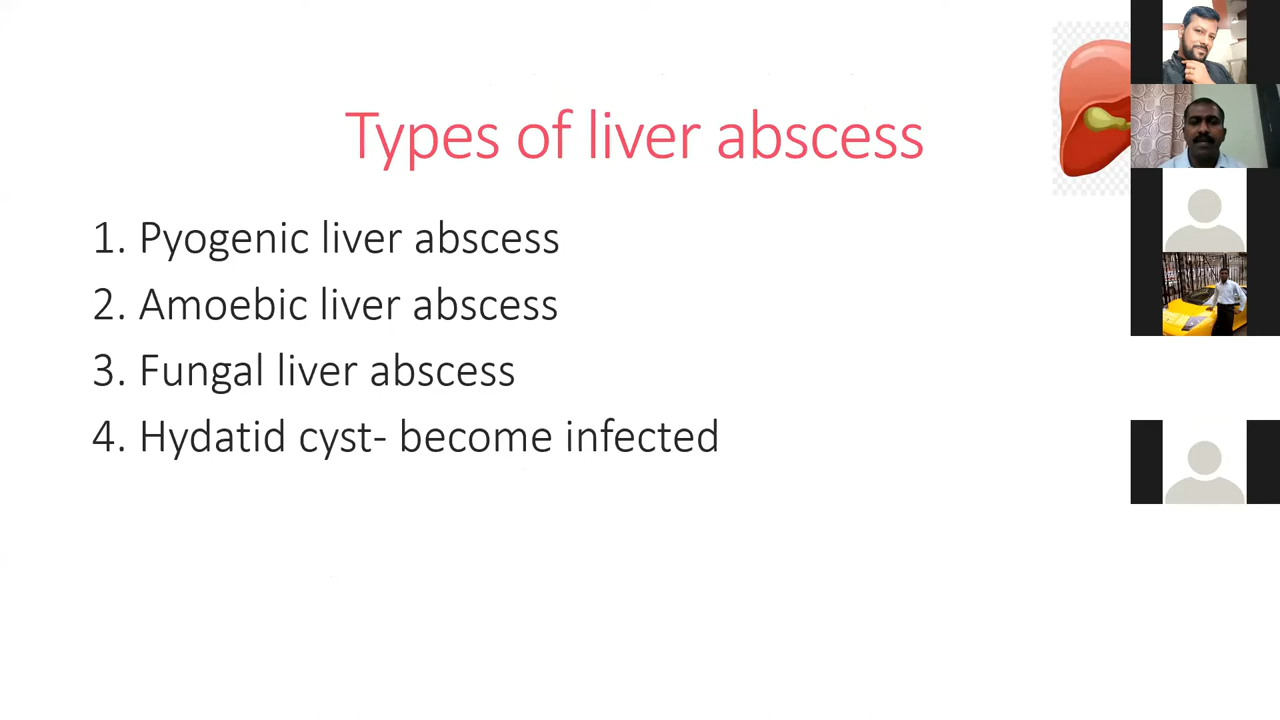 Types of liver abscess
1. Pyogenic liver abscess
2. Amoebic liver abscess
3. Fungal liver abscess
4. Hydatid cyst- become infected